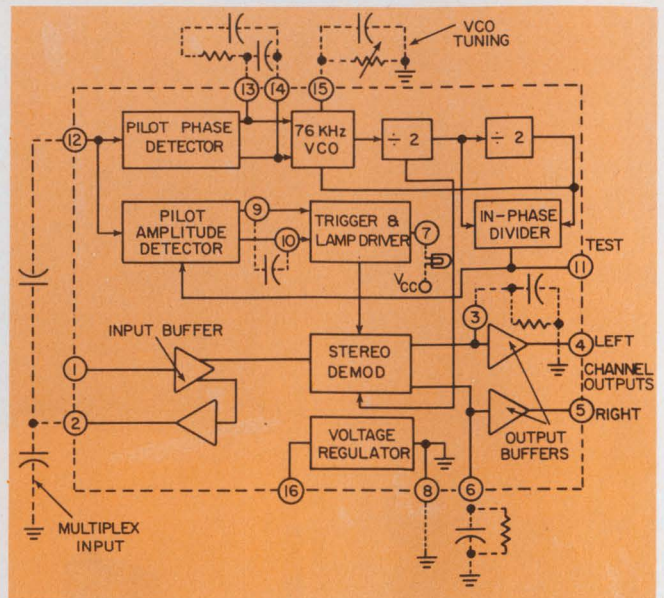 VCO
TUNING
13
14
15
12
PILOT PHASE
DETECTOR
76 KHz
VCO
÷ 2
÷ 2
PILOT
AMPLITUDE
DETECTOR
9
10
TRIGGER &
LAMP DRIVER
7
VCC
IN-PHASE
DIVIDER
TEST
11
INPUT BUFFER
1
2
STEREO
DEMOD
3
4
LEFT
CHANNEL
OUTPUTS
5
RIGHT
OUTPUT
BUFFERS
VOLTAGE
REGULATOR
16
8
6
MULTIPLEX
INPUT